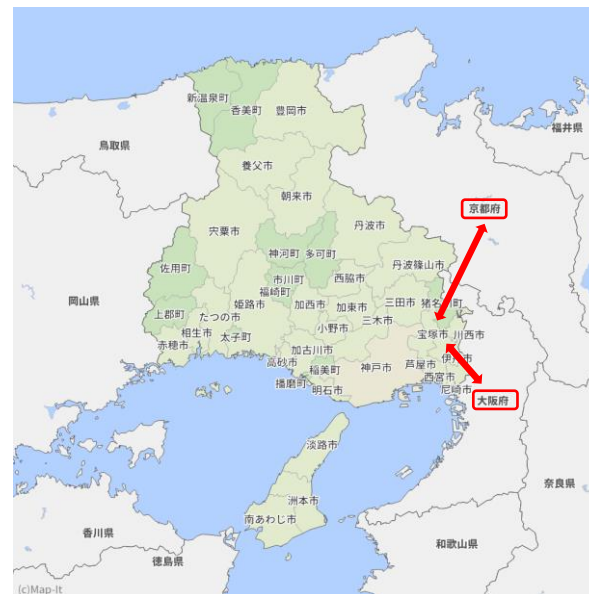 新温泉町
香美町
豊岡市
鳥取県
福井県
養父市
朝来市
京都府
宍粟市
丹波市
神河町
多可町
佐用町
丹波篠山市
市川町
西脇市
岡山県
福崎町
姫路市
加西市
加東市
三田市
猪名川町
上郡町
たつの市
三木市
相生市
太子町
小野市
宝塚市
川西市
赤穂市
加古川市
伊丹市
高砂市
稲美町
神戸市
芦屋市
西宮市
播磨町
明石市
尼崎市
大阪府
淡路市
奈良県
洲本市
南あわじ市
香川県
和歌山県
徳島県
(c)Map-It